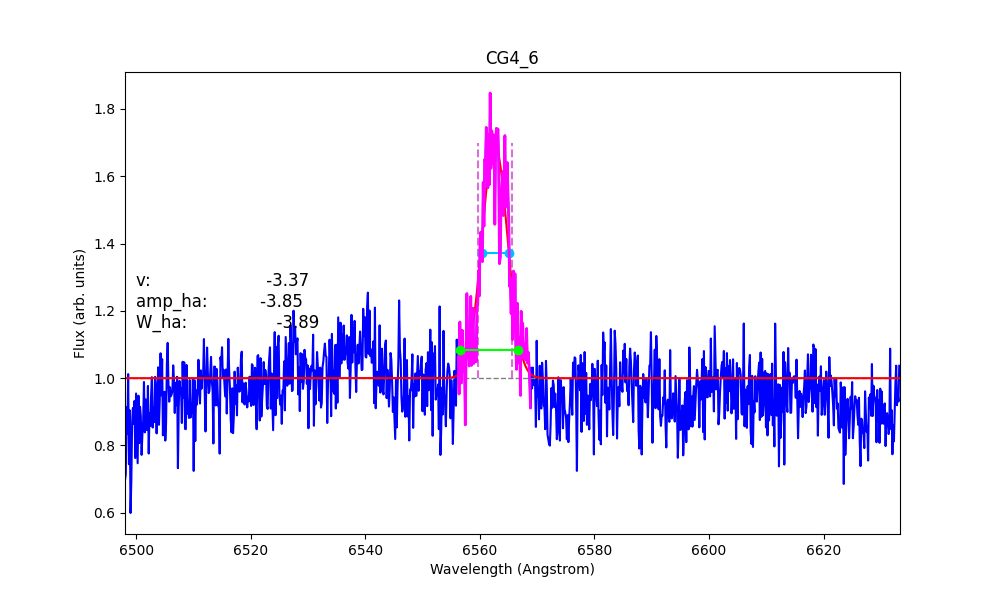 CG4_6
1.8
1.6
1.4
1.2
1.0
0.8
0.6
Flux (arb. units)
v: -3.37
amp_ha: -3.85
W_ha: -3.89
6500 6520 6540 6560 6580 6600 6620
Wavelength (Angstrom)